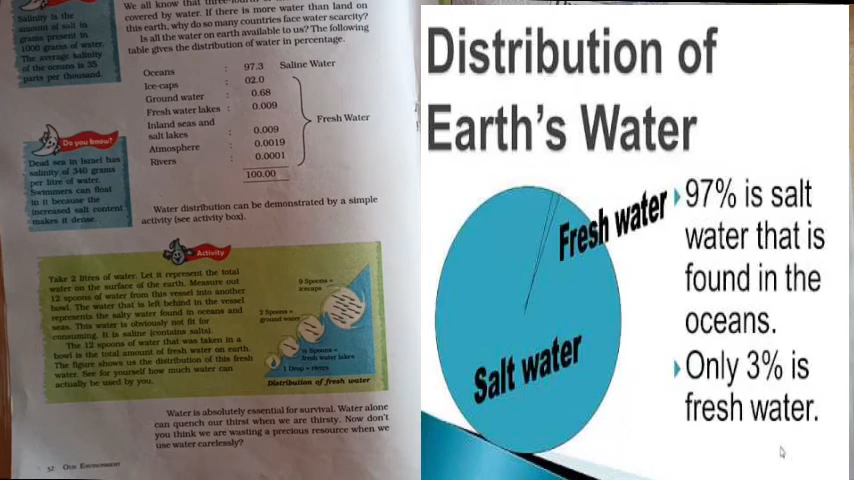 We all know that three-fourth of the
covered by water. If there is more water than land on
this earth, why do so many countries face water scarcity?
Is all the water on earth available to us? The following
table gives the distribution of water in percentage.
Salinity is the
amount of salt in
grams present in
1000 grams of water.
The average salinity
of the oceans is 35
parts per thousand.
Oceans : 97.3 Saline Water
Ice-caps : 02.0
Ground water : 0.68
Fresh water lakes : 0.009
Inland seas and
salt lakes : 0.009
Atmosphere : 0.0019
Rivers : 0.0001
100.00
Fresh Water
Do you know?
Dead sea in Israel has
salinity of 340 grams
per litre of water.
Swimmers can float
in it because the
increased salt content
makes it dense.
Water distribution can be demonstrated by a simple
activity (see activity box).
Activity
Take 2 litres of water. Let it represent the total
water on the surface of the earth. Measure out
12 spoons of water from this vessel into another
bowl. The water that is left behind in the vessel
represents the salty water found in oceans and
seas. This water is obviously not fit for
consuming. It is saline (contains salts).
The 12 spoons of water that was taken in a
bowl is the total amount of fresh water on earth.
The figure shows us the distribution of this fresh
water. See for yourself how much water can
actually be used by you.
9 Spoons =
icecaps
2 Spoons =
ground water
Spoons =
fresh water lakes
1 Drop = rivers
Distribution of fresh water
Water is absolutely essential for survival. Water alone
can quench our thirst when we are thirsty. Now don't
you think we are wasting a precious resource when we
use water carelessly?
52 Our Environment
Distribution of
Earth's Water
Fresh water
Salt water
97% is salt
water that is
found in the
oceans.
Only 3% is
fresh water.